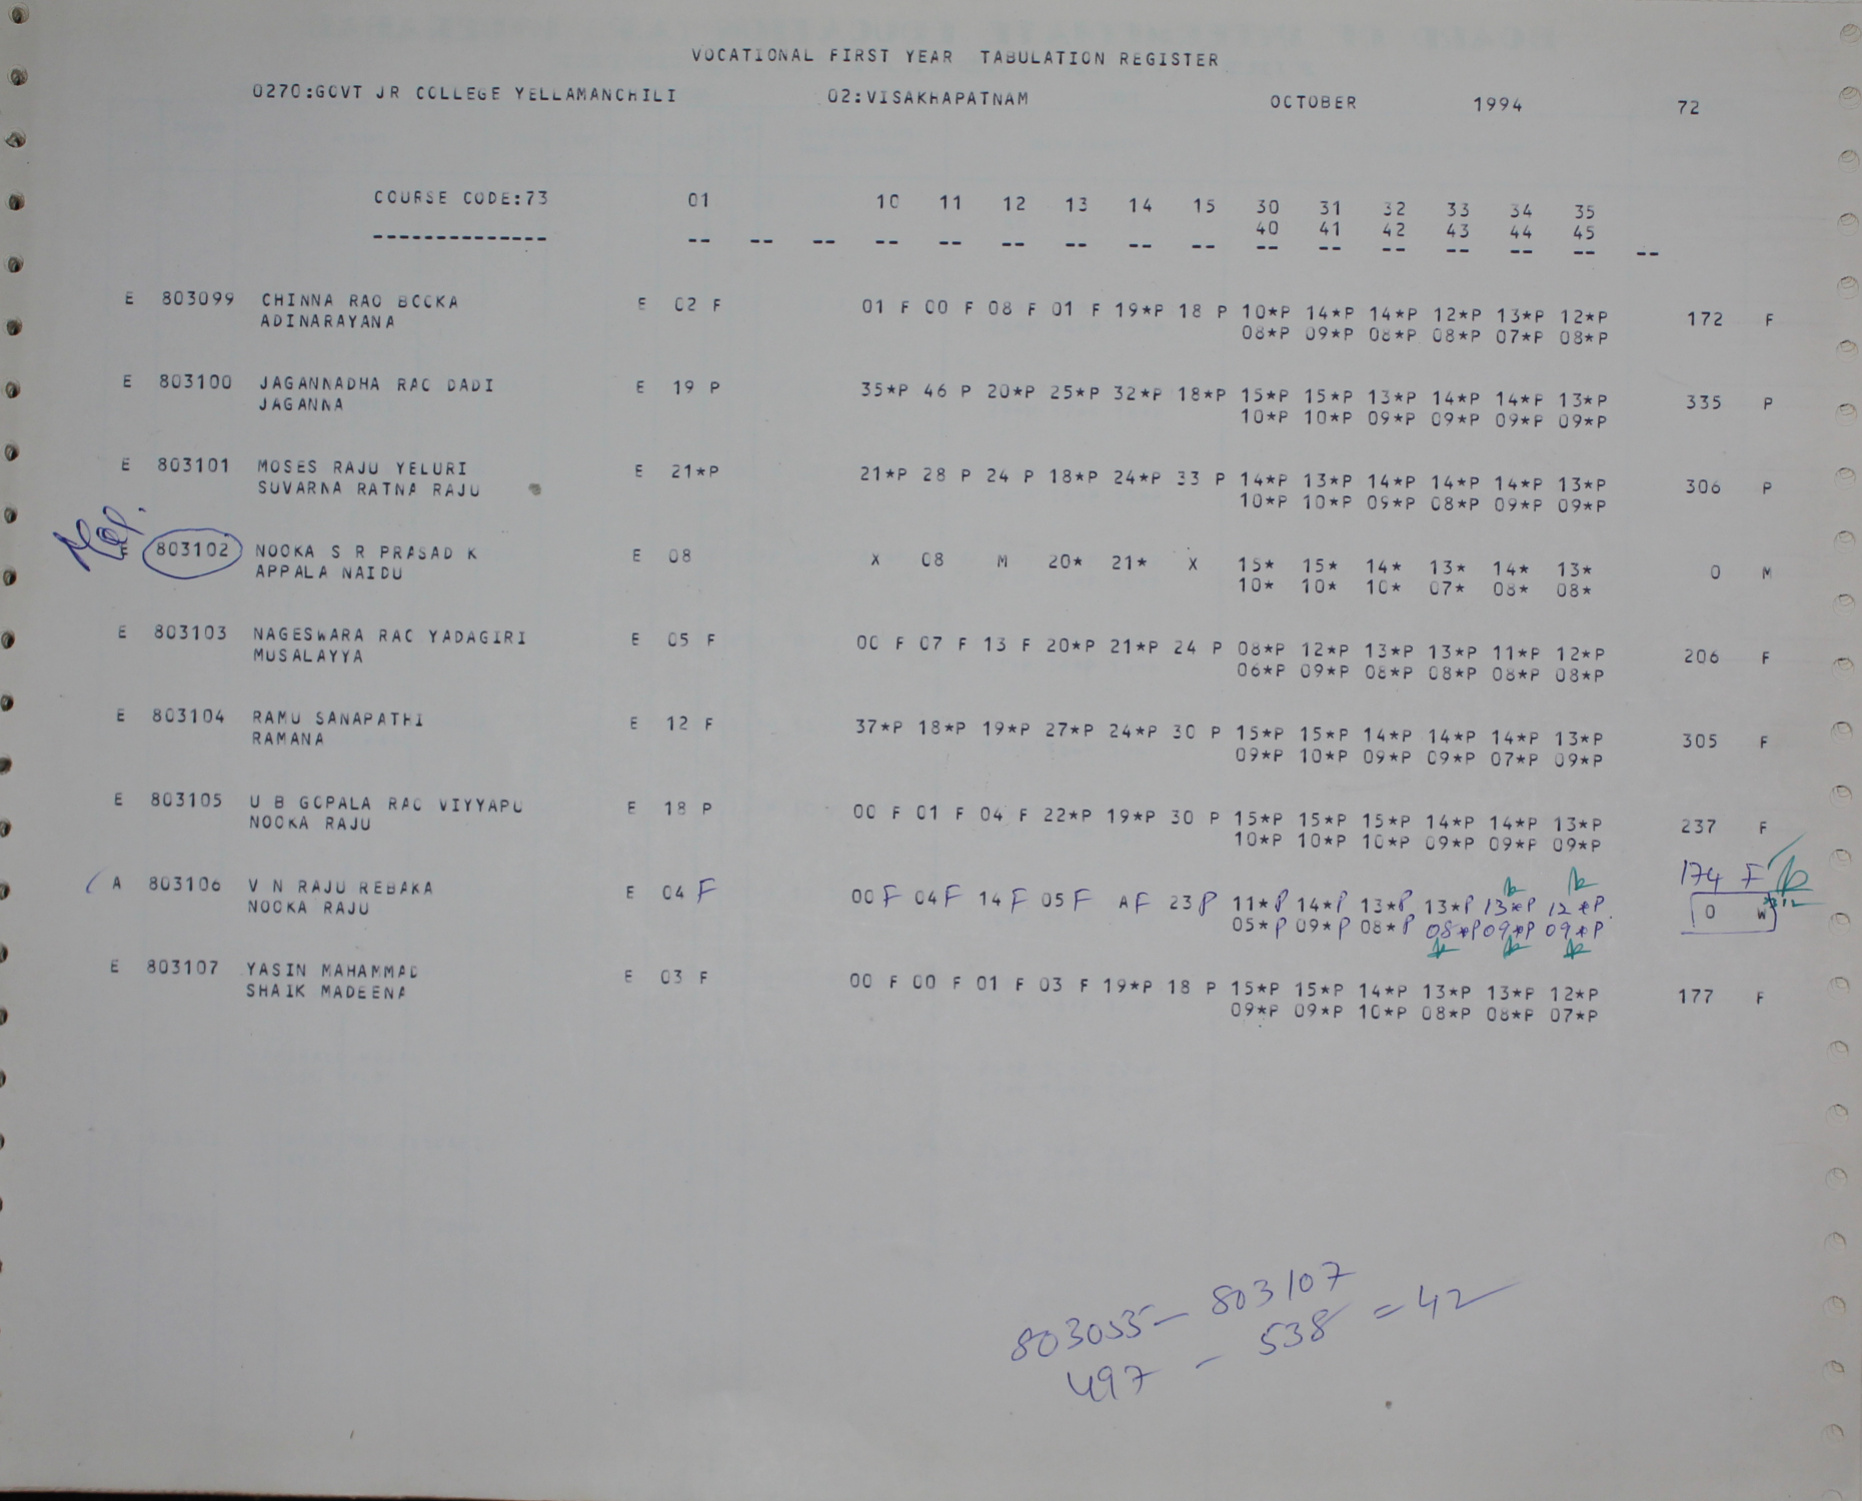 VOCATIONAL FIRST YEAR TABULATION REGISTER
0270:GOVT JR COLLEGE YELLAMANCHILI 02:VISAKHAPATNAM OCTOBER 1994 72
COURSE CODE:73 01 10 11 12 13 14 15 30 31 32 33 34 35
40 41 42 43 44 45
-------------- -- -- -- -- -- -- -- -- -- -- -- -- -- -- -- --
E 803099 CHINNA RAO BOOKA E 02 F 01 F 00 F 08 F 01 F 19*P 18 P 10*P 14*P 14*P 12*P 13*P 12*P 172 F
ADINARAYANA 08*P 09*P 08*P 08*P 07*P 08*P
E 803100 JAGANNADHA RAO DADI E 19 P 35*P 46 P 20*P 25*P 32*P 18*P 15*P 15*P 13*P 14*P 14*P 13*P 335 P
JAGANNA 10*P 10*P 09*P 09*P 09*P 09*P
E 803101 MOSES RAJU YELURI E 21*P 21*P 28 P 24 P 18*P 24*P 33 P 14*P 13*P 14*P 14*P 14*P 13*P 306 P
SUVARNA RATNA RAJU 10*P 10*P 09*P 08*P 09*P 09*P
E 803102 NOOKA S R PRASAD K E 08 X 08 M 20* 21* X 15* 15* 14* 13* 14* 13* 0 M
APPALA NAIDU 10* 10* 10* 07* 08* 08*
E 803103 NAGESWARA RAO YADAGIRI E 05 F 00 F 07 F 13 F 20*P 21*P 24 P 08*P 12*P 13*P 13*P 11*P 12*P 206 F
MUSALAYYA 06*P 09*P 08*P 08*P 08*P 08*P
E 803104 RAMU SANAPATHI E 12 F 37*P 18*P 19*P 27*P 24*P 30 P 15*P 15*P 14*P 14*P 14*P 13*P 305 F
RAMANA 09*P 10*P 09*P 09*P 07*P 09*P
E 803105 U B GOPALA RAO VIYYAPU E 18 P 00 F 01 F 04 F 22*P 19*P 30 P 15*P 15*P 15*P 14*P 14*P 13*P 237 F
NOOKA RAJU 10*P 10*P 10*P 09*P 09*P 09*P
174 F
A 803106 V N RAJU REBAKA E 04 F 00 F 04 F 14 F 05 F A F 23 P 11*P 14*P 13*P 13*P 13*P 12*P 0 W
NOOKA RAJU 05*P 09*P 08*P 08*P 09*P 09*P
E 803107 YASIN MAHAMMAD E 03 F 00 F 00 F 01 F 03 F 19*P 18 P 15*P 15*P 14*P 13*P 13*P 12*P 177 F
SHAIK MADEENA 09*P 09*P 10*P 08*P 08*P 07*P
803055 - 803107
497 - 538 = 42